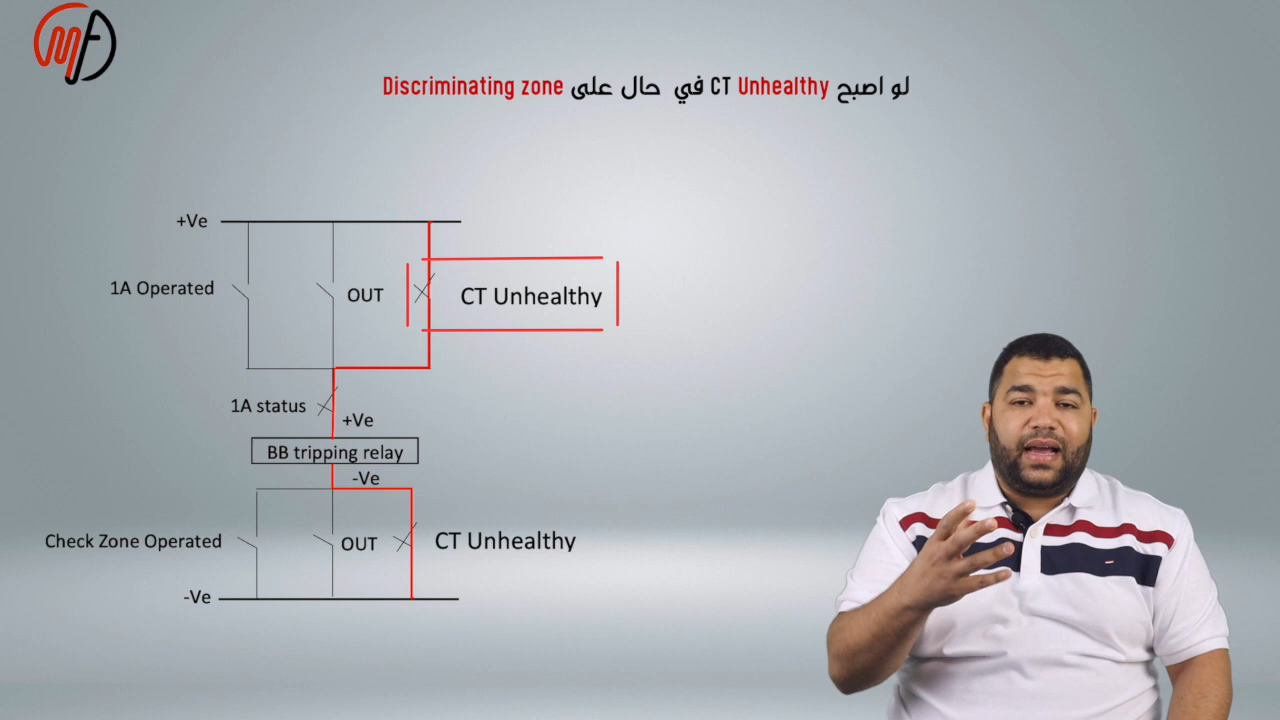 لو اصبح CT Unhealthy في حال على Discriminating zone
+Ve
1A Operated
OUT
CT Unhealthy
1A status
+Ve
BB tripping relay
-Ve
Check Zone Operated
OUT
CT Unhealthy
-Ve